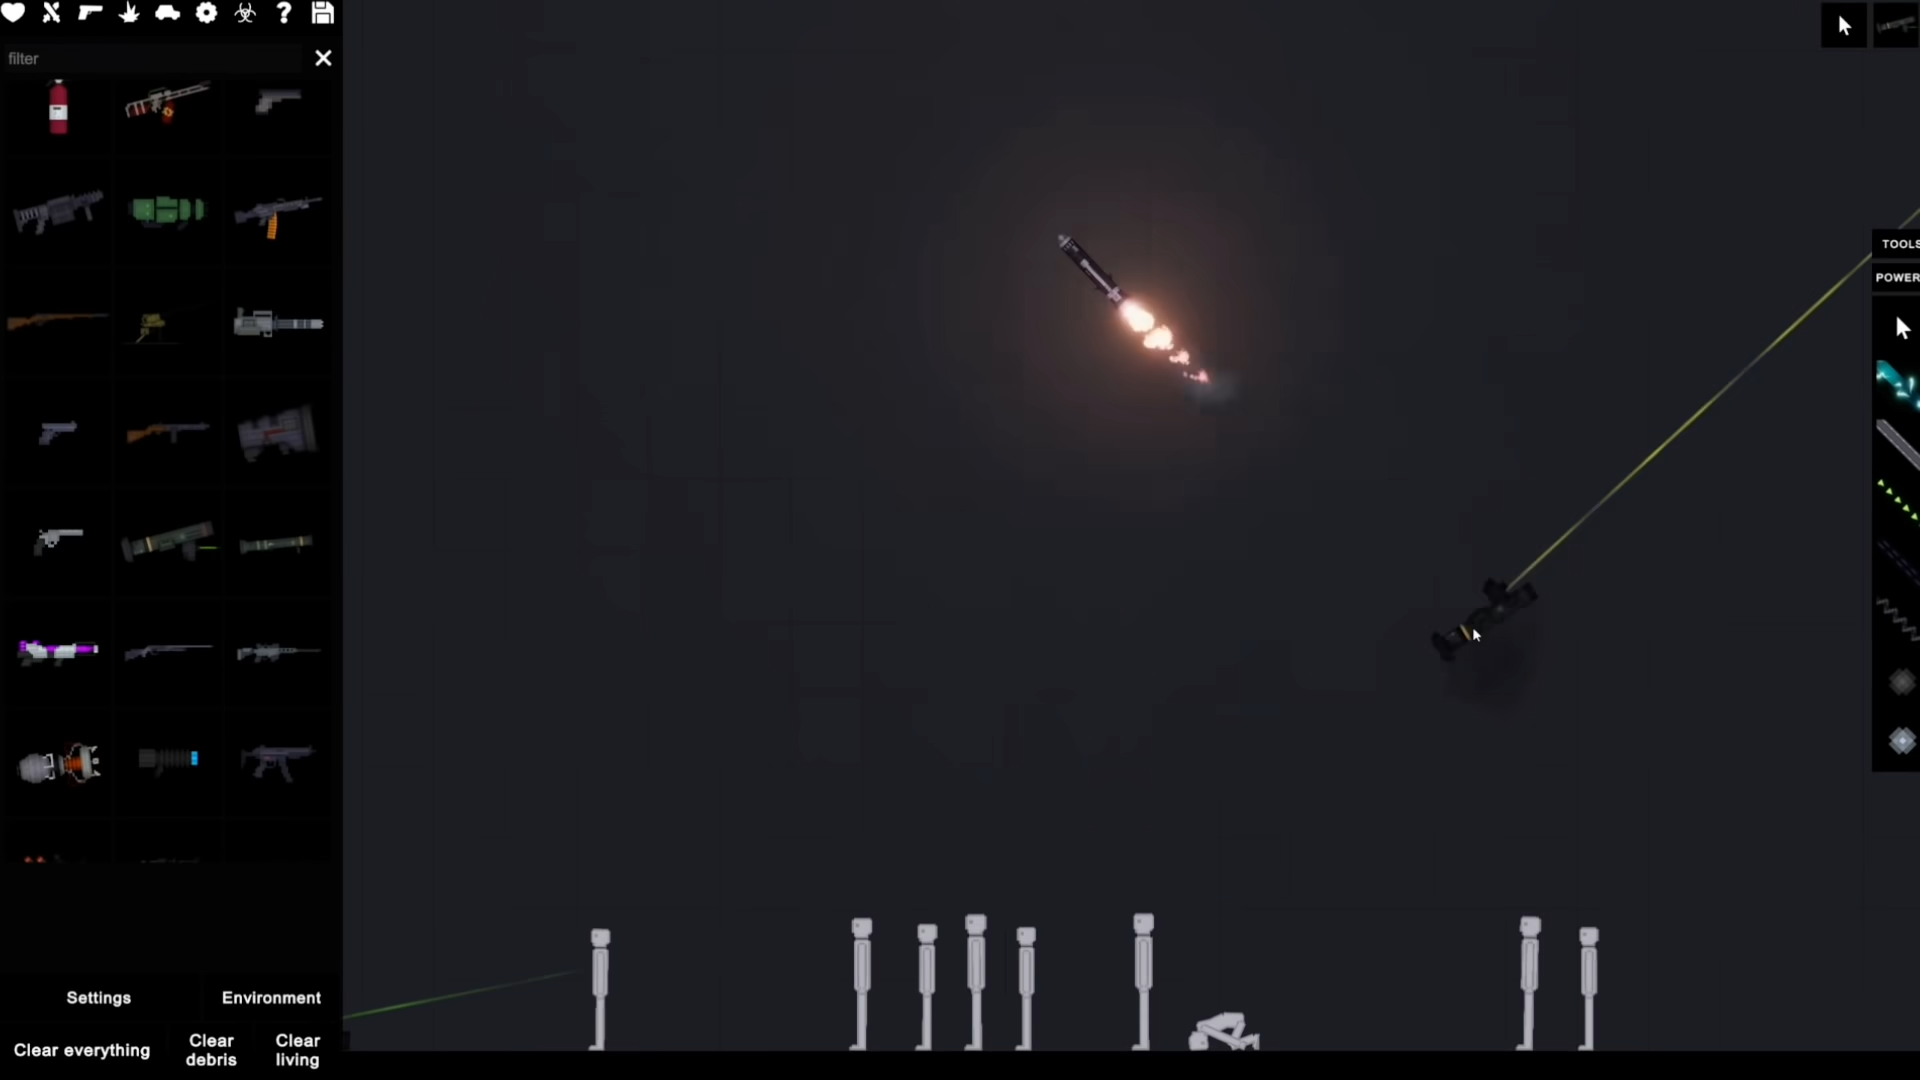 filter
TOOLS
POWER
Settings
Environment
Clear everything
Clear debris
Clear living